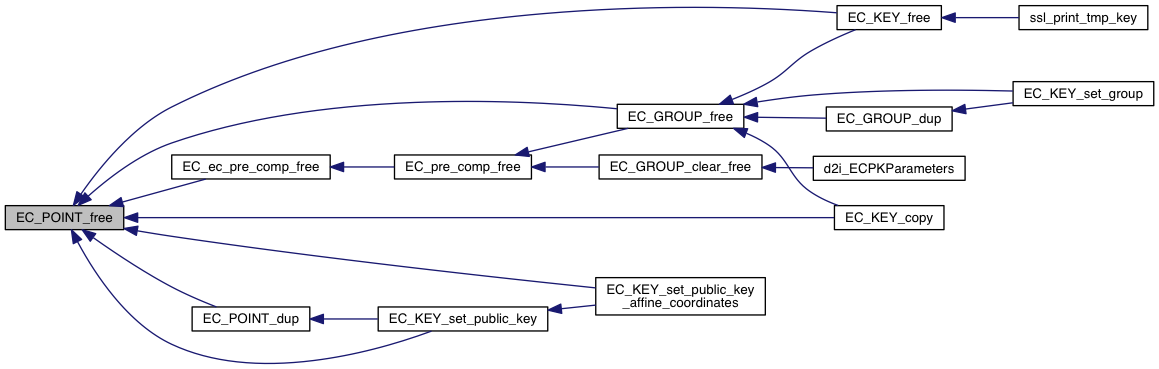 EC_KEY_free
ssl_print_tmp_key
EC_KEY_set_group
EC_GROUP_free
EC_GROUP_dup
EC_ec_pre_comp_free
EC_pre_comp_free
EC_GROUP_clear_free
d2i_ECPKParameters
EC_POINT_free
EC_KEY_copy
EC_KEY_set_public_key
_affine_coordinates
EC_POINT_dup
EC_KEY_set_public_key